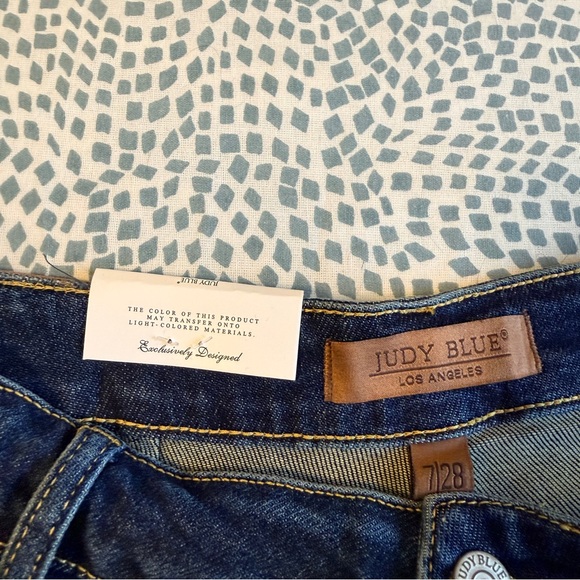 JUDY BLUE®
THE COLOR OF THIS PRODUCT
MAY TRANSFER ONTO
LIGHT-COLORED MATERIALS.
Exclusively Designed
JUDY BLUE®
LOS ANGELES
7|28
JUDYBLUE